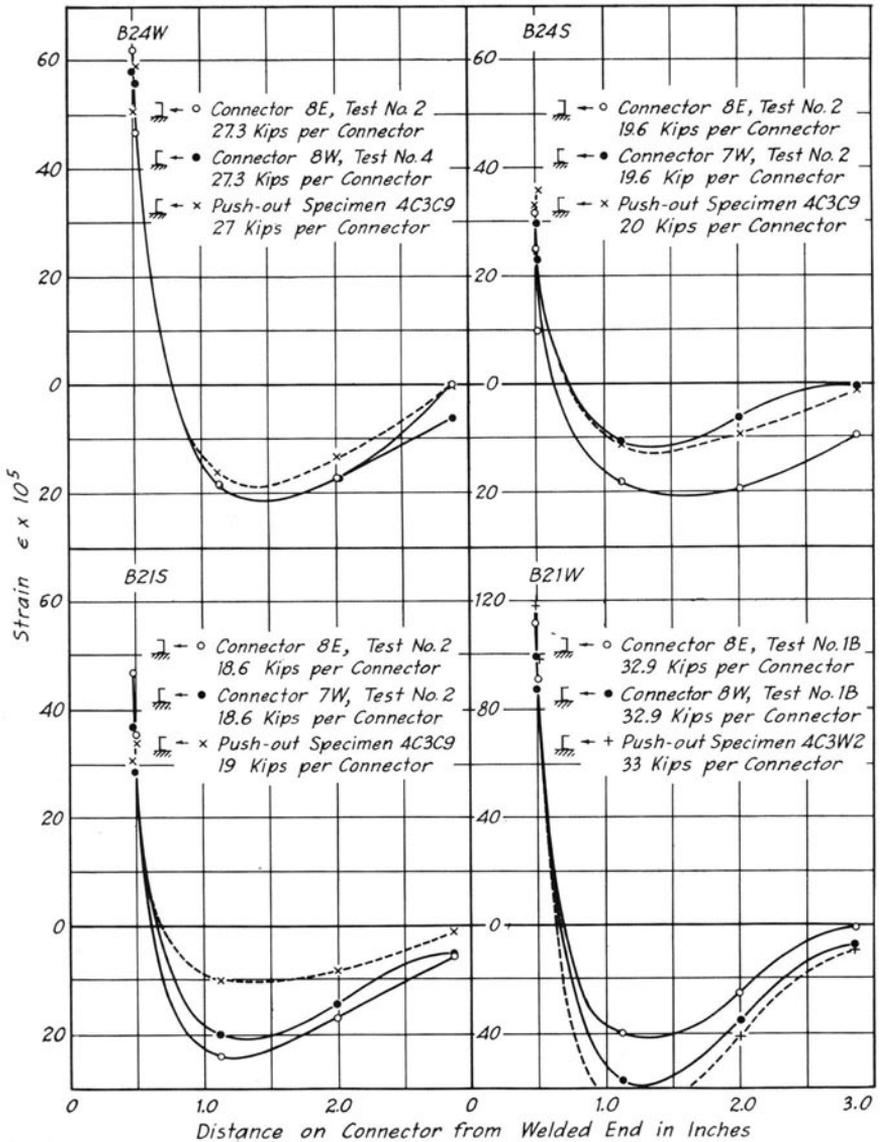 B24W
Connector 8E, Test No. 2
27.3 Kips per Connector
Connector 8W, Test No. 4
27.3 Kips per Connector
Push-out Specimen 4C3C9
27 Kips per Connector
60
40
20
0
20
B24S
Connector 8E, Test No. 2
19.6 Kips per Connector
Connector 7W, Test No. 2
19.6 Kip per Connector
Push-out Specimen 4C3C9
20 Kips per Connector
60
40
20
0
20
Strain ϵ x 10⁵
B21S
Connector 8E, Test No. 2
18.6 Kips per Connector
Connector 7W, Test No. 2
18.6 Kips per Connector
Push-out Specimen 4C3C9
19 Kips per Connector
60
40
20
0
20
B21W
Connector 8E, Test No. 1B
32.9 Kips per Connector
Connector 8W, Test No. 1B
32.9 Kips per Connector
Push-out Specimen 4C3W2
33 Kips per Connector
120
80
40
0
40
0 1.0 2.0 0 1.0 2.0 3.0
Distance on Connector from Welded End in Inches